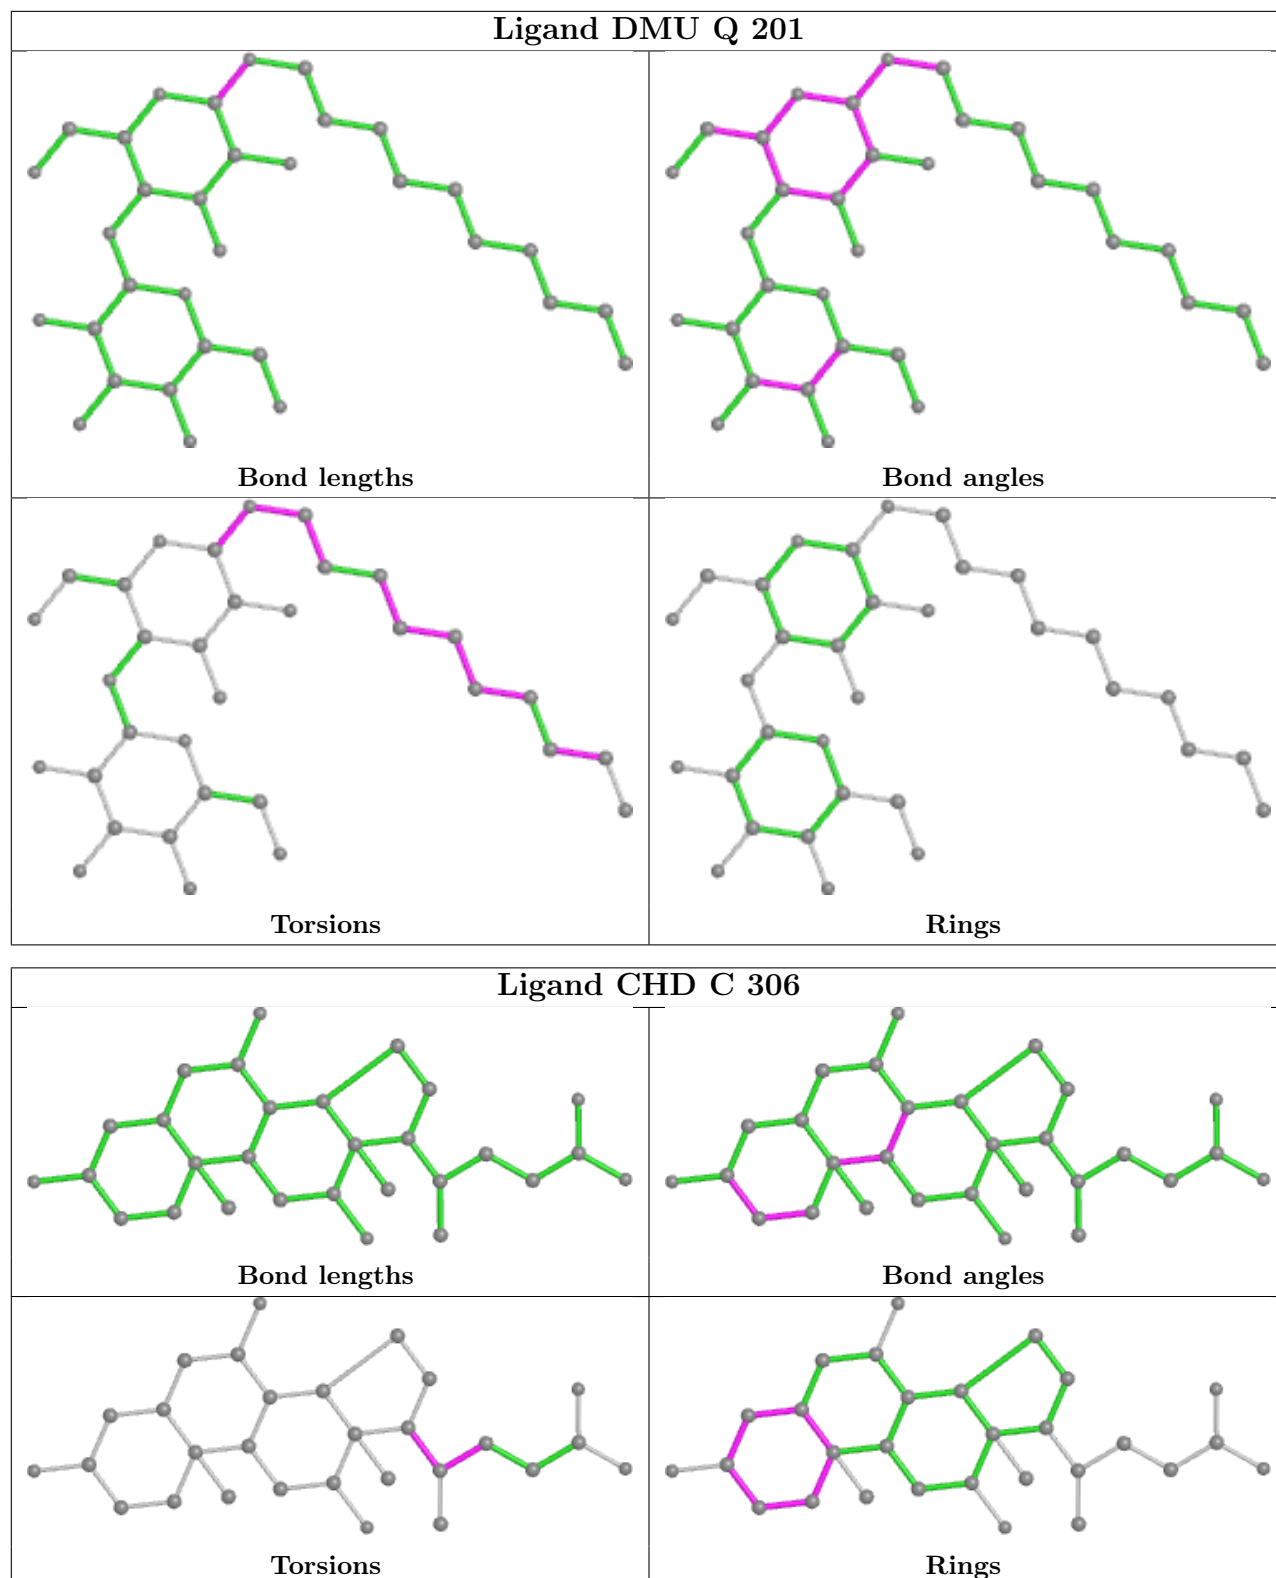 Ligand DMU Q 201
Bond lengths
Bond angles
Torsions
Rings
Ligand CHD C 306
Bond lengths
Bond angles
Torsions
Rings